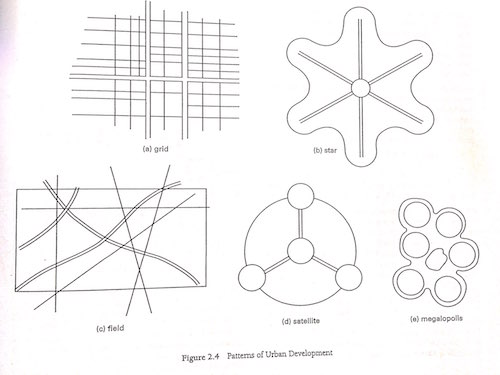 (a) grid
(b) star
(c) field
(d) satellite
(e) megalopolis
Figure 2.4 Patterns of Urban Development